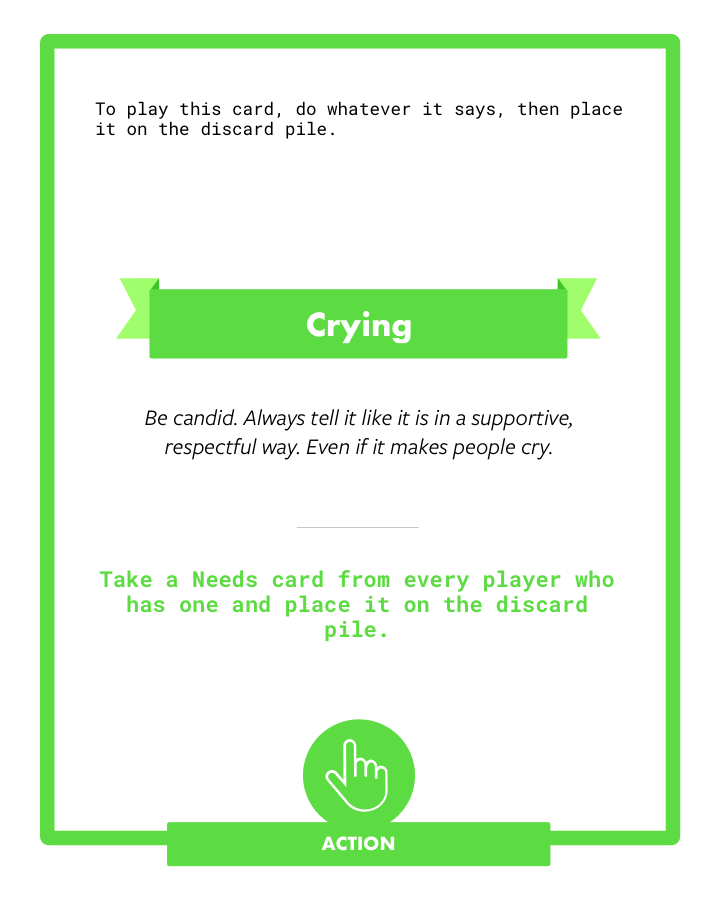 To play this card, do whatever it says, then place
it on the discard pile.
Crying
Be candid. Always tell it like it is in a supportive,
respectful way. Even if it makes people cry.
Take a Needs card from every player who
has one and place it on the discard
pile.
ACTION